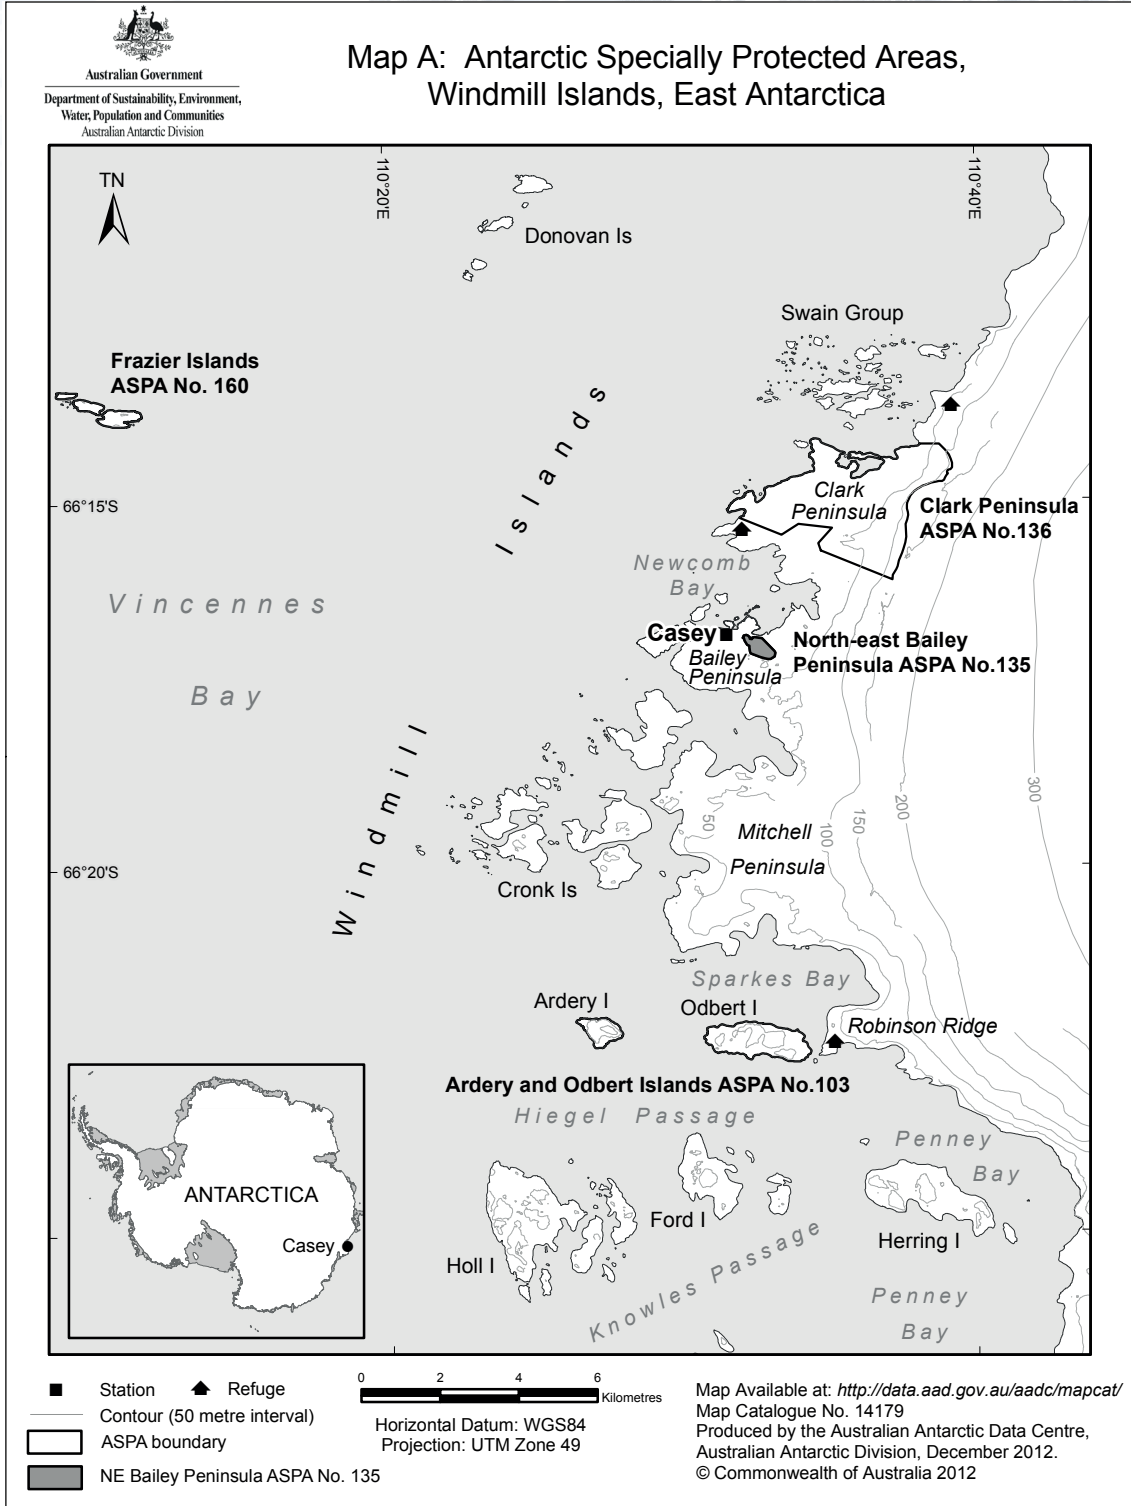 Australian Government
Department of Sustainability, Environment,
Water, Population and Communities
Australian Antarctic Division
Map A:  Antarctic Specially Protected Areas,
Windmill Islands, East Antarctica
110°20'E
110°40'E
TN
Donovan Is
Swain Group
Frazier Islands
ASPA No. 160
Islands
66°15'S
Clark
Peninsula
Clark Peninsula
ASPA No.136
Newcomb
Bay
Vincennes
Bay
Casey
Bailey
Peninsula
North-east Bailey
Peninsula ASPA No.135
Windmill
50
100
150
200
300
Mitchell
Peninsula
66°20'S
Cronk Is
Sparkes Bay
Ardery I
Odbert I
Robinson Ridge
Ardery and Odbert Islands ASPA No.103
Hiegel Passage
Penney
Bay
ANTARCTICA
Casey
Ford I
Holl I
Herring I
Knowles Passage
Penney
Bay
Station
Refuge
Contour (50 metre interval)
ASPA boundary
NE Bailey Peninsula ASPA No. 135
0 2 4 6
Kilometres
Horizontal Datum: WGS84
Projection: UTM Zone 49
Map Available at: http://data.aad.gov.au/aadc/mapcat/
Map Catalogue No. 14179
Produced by the Australian Antarctic Data Centre,
Australian Antarctic Division, December 2012.
© Commonwealth of Australia 2012